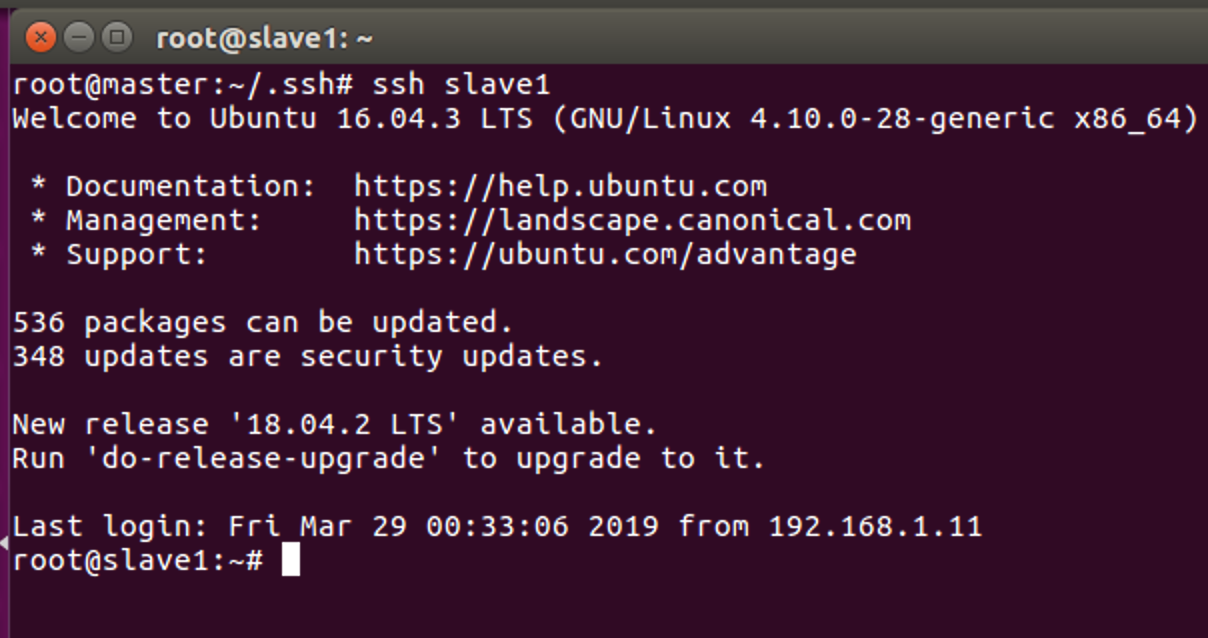 root@slave1: ~
root@master:~/.ssh# ssh slave1
Welcome to Ubuntu 16.04.3 LTS (GNU/Linux 4.10.0-28-generic x86_64)
 * Documentation:  https://help.ubuntu.com
 * Management:     https://landscape.canonical.com
 * Support:        https://ubuntu.com/advantage
536 packages can be updated.
348 updates are security updates.
New release '18.04.2 LTS' available.
Run 'do-release-upgrade' to upgrade to it.
Last login: Fri Mar 29 00:33:06 2019 from 192.168.1.11
root@slave1:~#